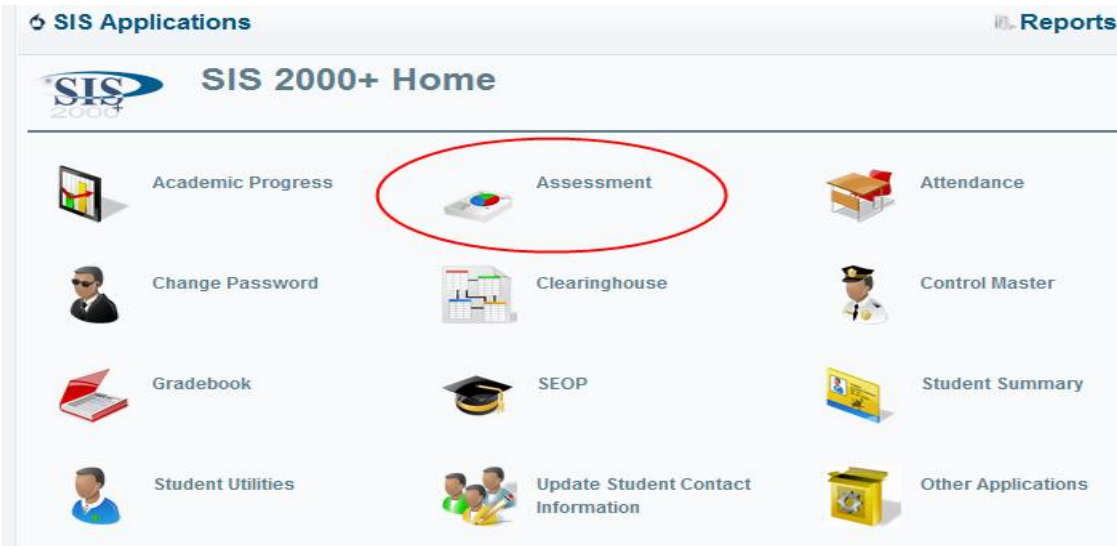 SIS Applications
Reports
SIS
2000+
SIS 2000+ Home
Academic Progress
Assessment
Attendance
Change Password
Clearinghouse
Control Master
Gradebook
SEOP
Student Summary
Student Utilities
Update Student Contact
Information
Other Applications